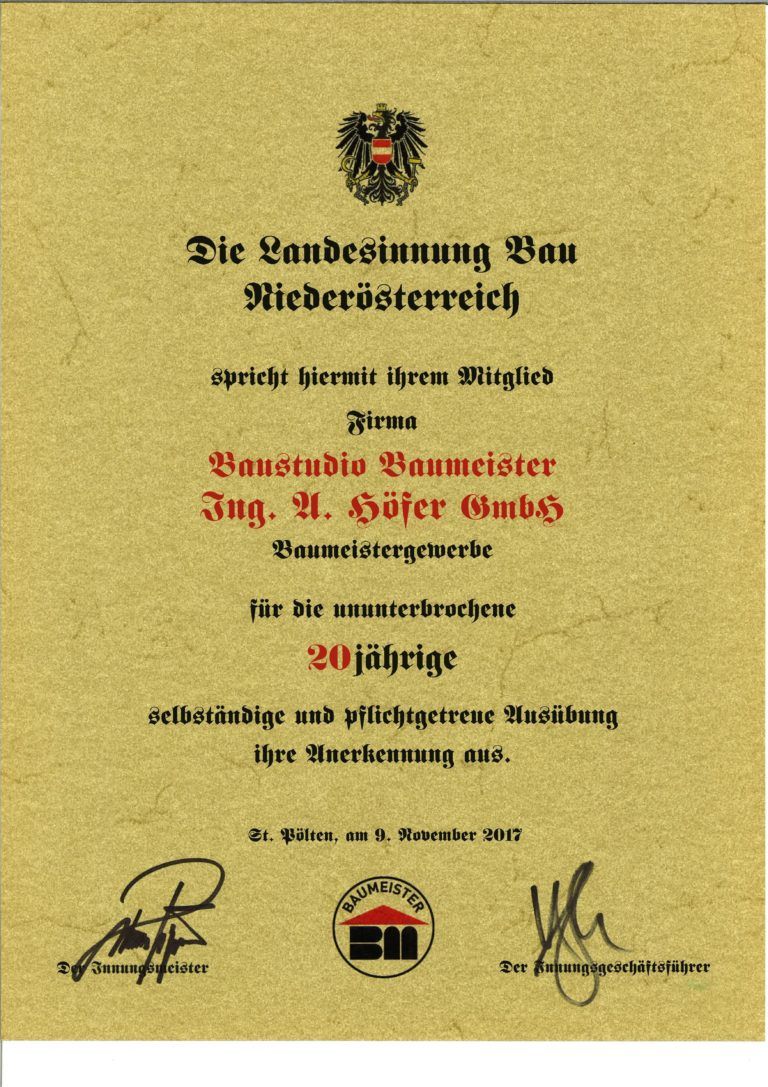 Die Landesinnung Bau
Niederösterreich
spricht hiermit ihrem Mitglied
Firma
Baustudio Baumeister
Ing. A. Höfer GmbH
Baumeistergewerbe
für die ununterbrochene
20jährige
selbständige und pflichtgetreue Ausübung
ihre Anerkennung aus.
St. Pölten, am 9. November 2017
BAUMEISTER
BM
Der Innungsmeister
Der Innungsgeschäftsführer